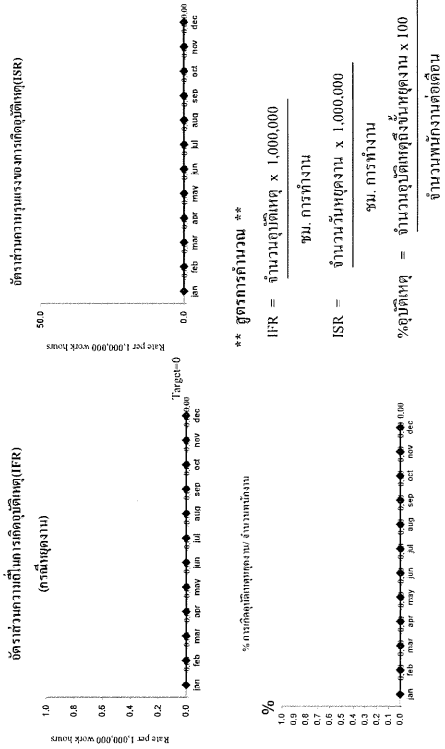 อัตราส่วนความถี่ในการเกิดอุบัติเหตุ(IFR)
(กรณีหยุดงาน)
Rate per 1,000,000 work hours
1.0
0.0
Target=0
0.00 0.00
jan feb mar apr may jun jul aug sep oct nov dec
อัตราส่วนความรุนแรงของการเกิดอุบัติเหตุ(ISR)
Rate per 1,000,000 work hours
50.0
0.0
0.00
jan feb mar apr may jun jul aug sep oct nov dec
% การเกิดอุบัติเหตุหยุดงาน/ จำนวนพนักงาน
%
1.0
0.9
0.8
0.7
0.6
0.5
0.4
0.3
0.2
0.1
0.0
0.00 0.00
jan feb mar apr may jun jul aug sep oct nov dec
** สูตรการคำนวณ **
IFR = จำนวนอุบัติเหตุ x 1,000,000
ชม. การทำงาน
ISR = จำนวนวันหยุดงาน x 1,000,000
ชม. การทำงาน
%อุบัติเหตุ = จำนวนอุบัติเหตุถึงขั้นหยุดงาน x 100
จำนวนพนักงานต่อเดือน